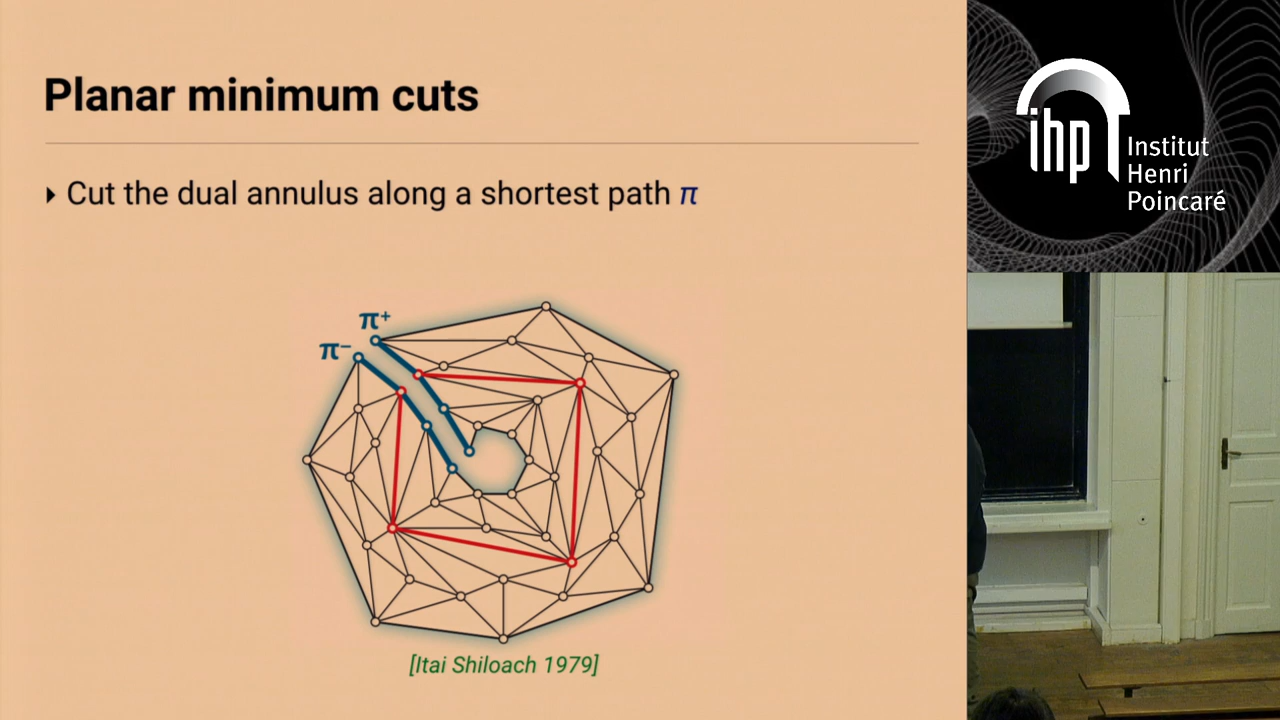 Planar minimum cuts
Cut the dual annulus along a shortest path π
π⁺
π⁻
[Itai Shiloach 1979]
ihp
Institut
Henri
Poincaré